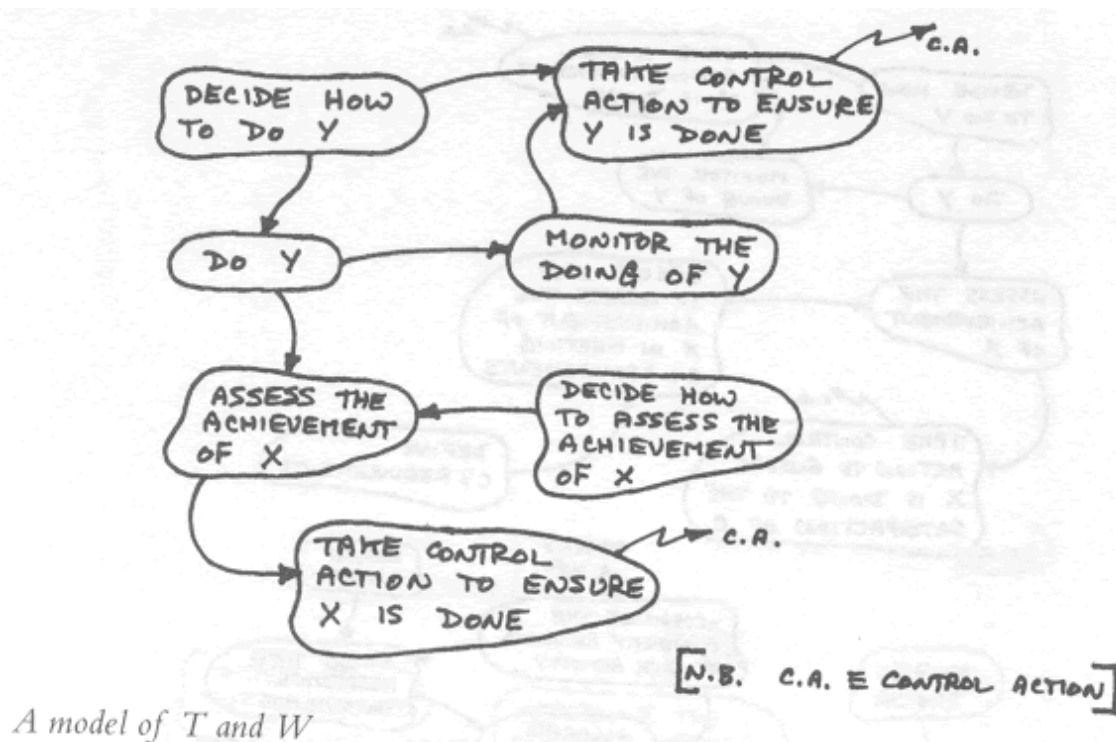 DECIDE HOW
TO DO Y
TAKE CONTROL
ACTION TO ENSURE
Y IS DONE
C.A.
DO Y
MONITOR THE
DOING OF Y
ASSESS THE
ACHIEVEMENT
OF X
DECIDE HOW
TO ASSESS THE
ACHIEVEMENT
OF X
TAKE CONTROL
ACTION TO ENSURE
X IS DONE
C.A.
[N.B. C.A. E CONTROL ACTION]
A model of T and W